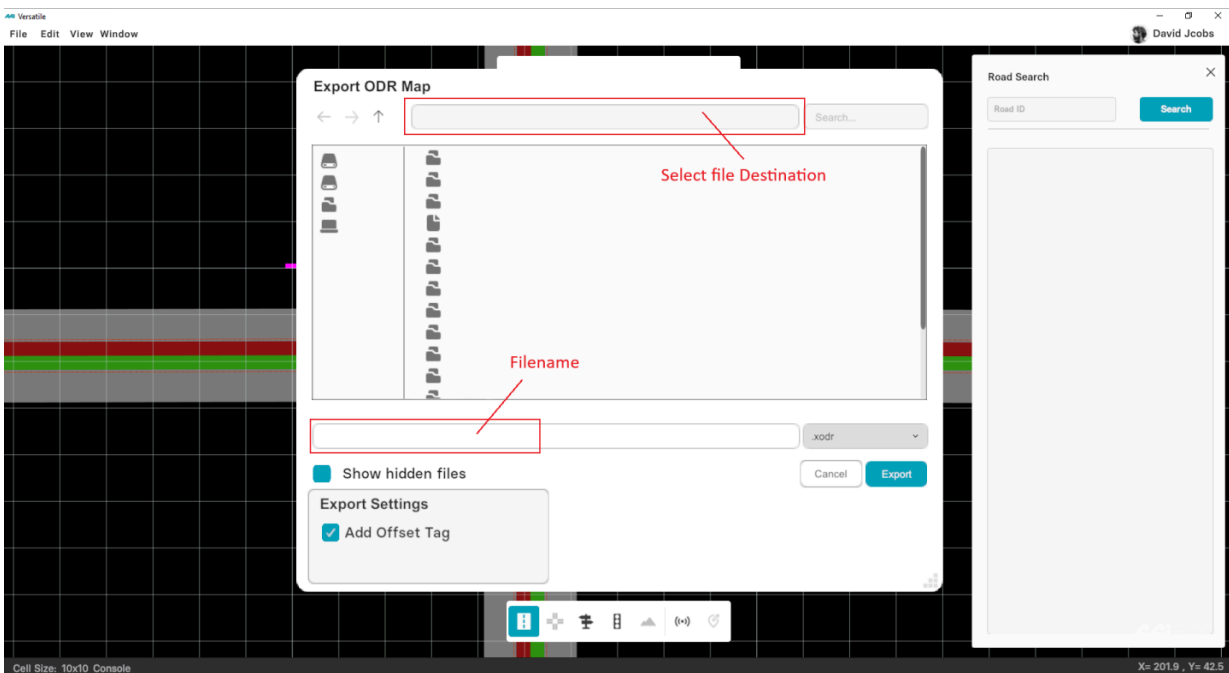 Versatile
File Edit View Window
David Jcobs
Export ODR Map
Search...
Select file Destination
Filename
.xodr
Show hidden files
Cancel
Export
Export Settings
Add Offset Tag
Road Search
Road ID
Search
Cell Size: 10x10 Console
X= 201.9 , Y= 42.5